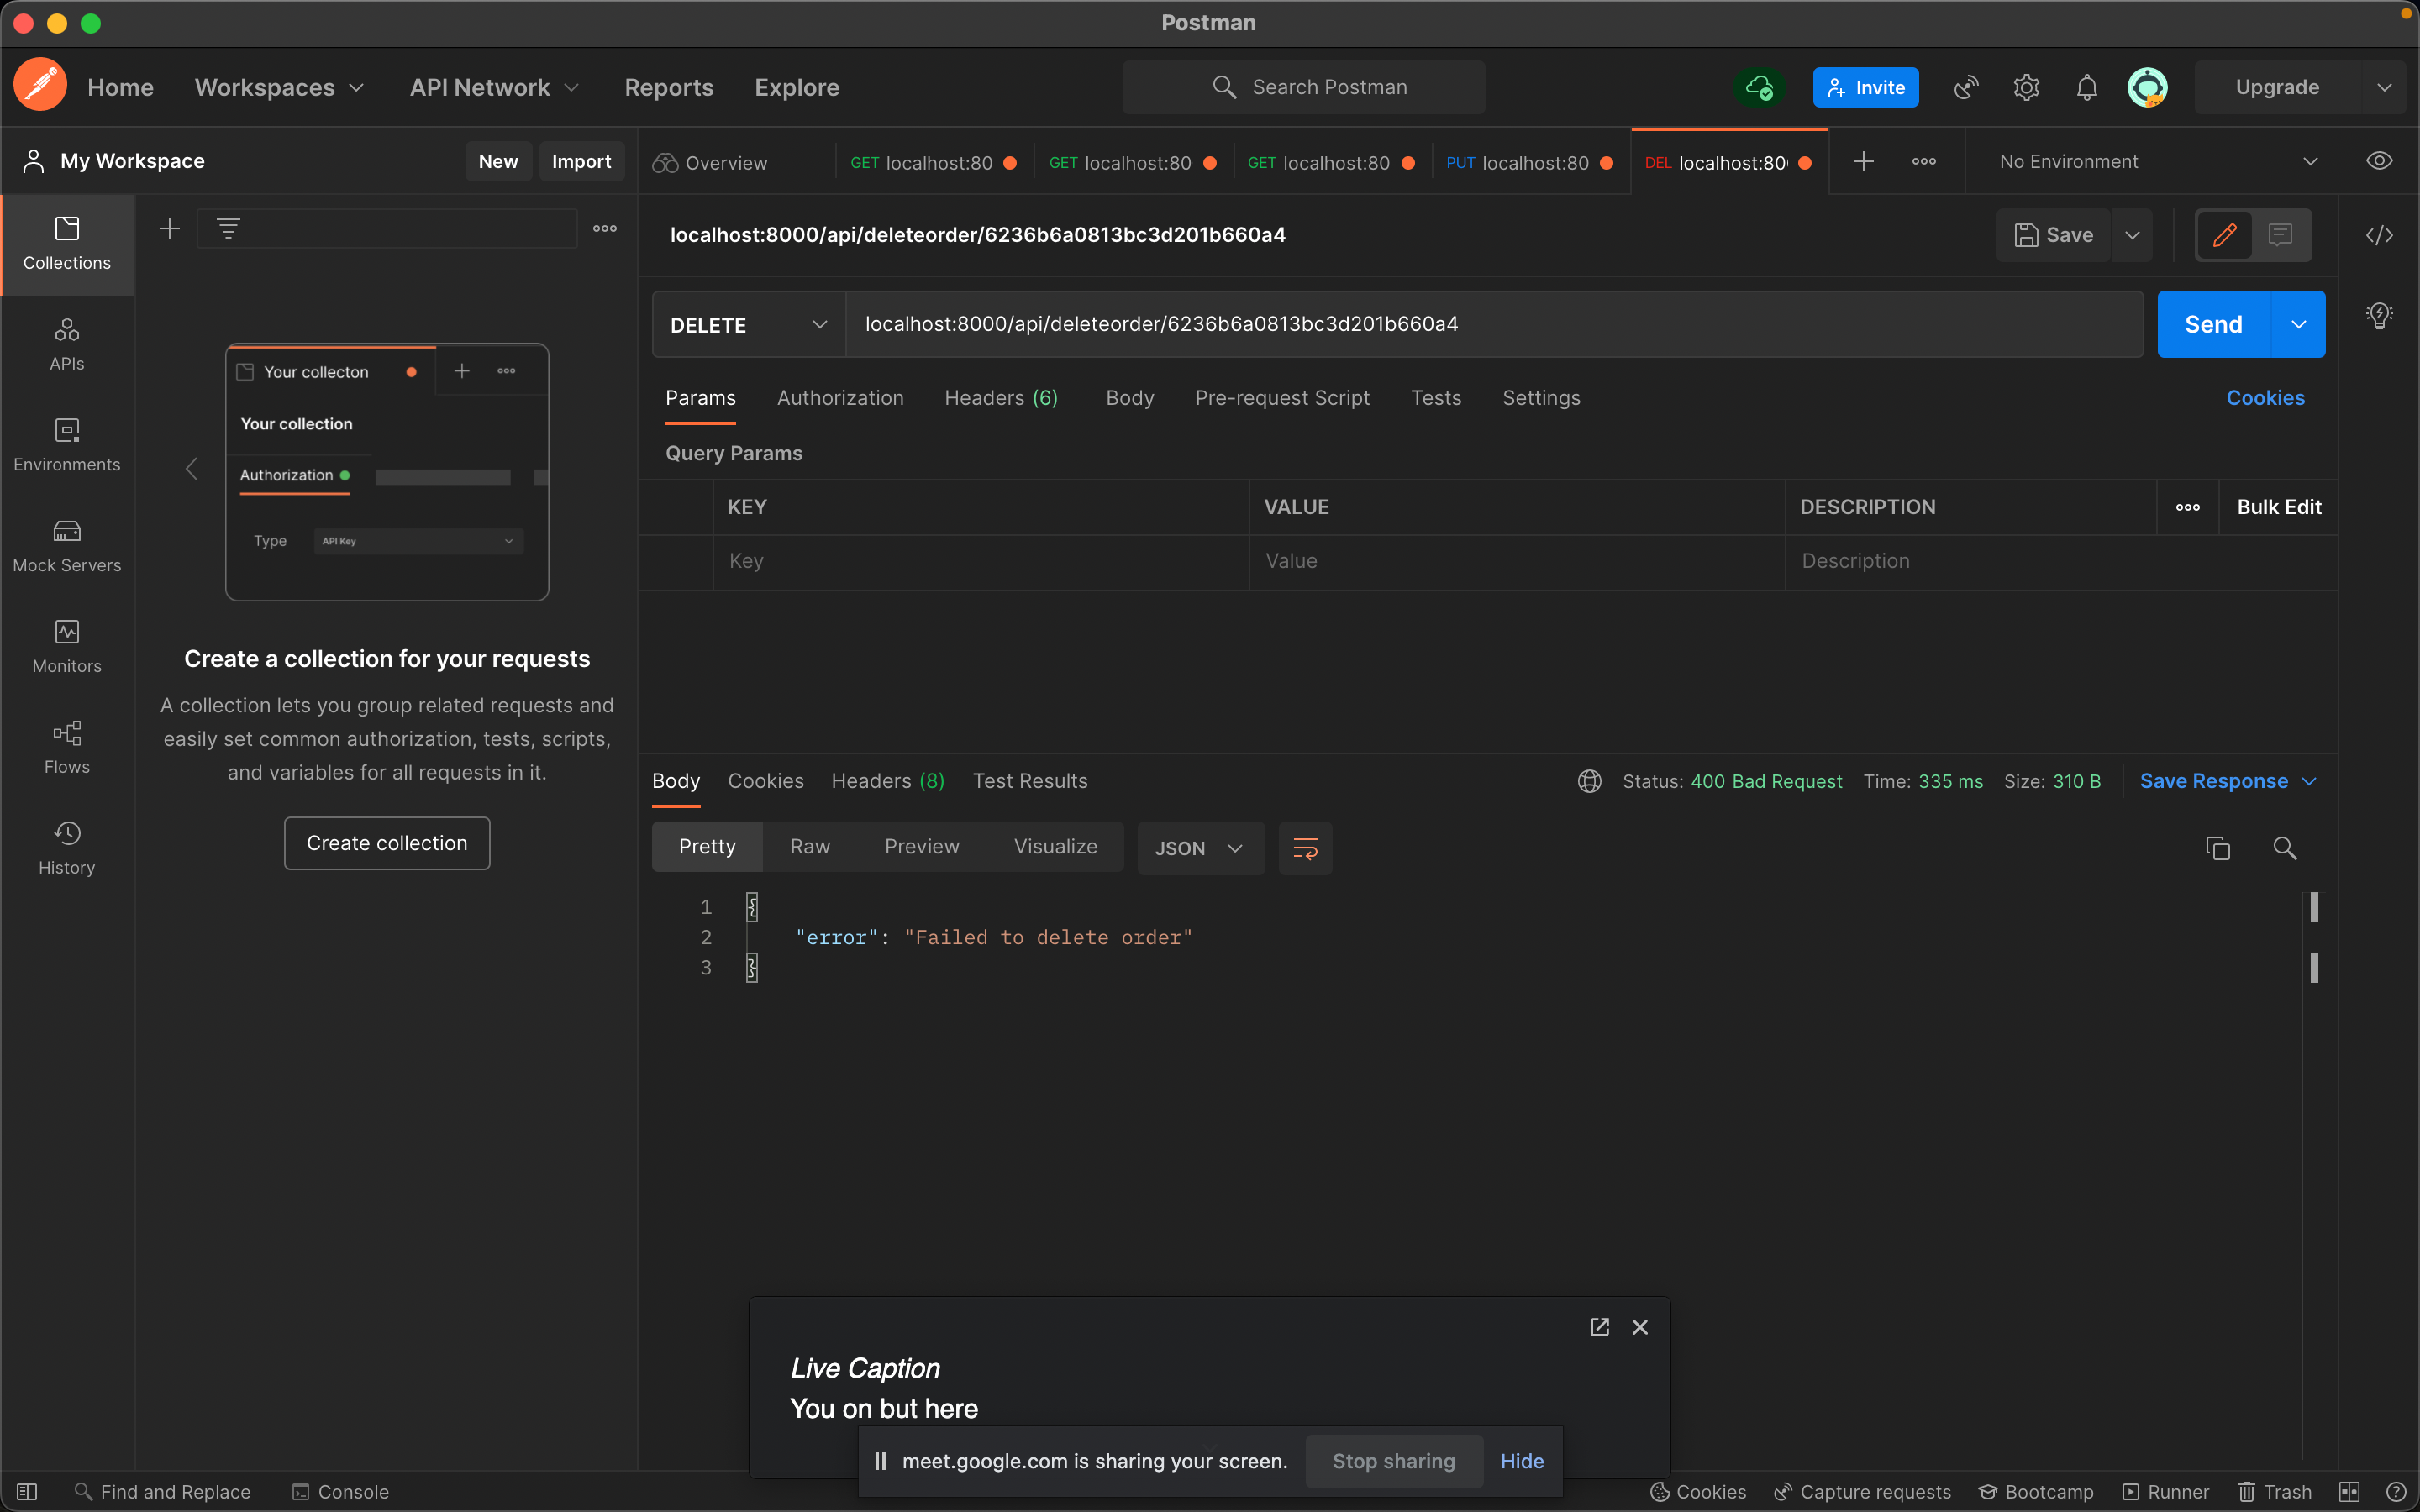 Postman
Home Workspaces API Network Reports Explore Search Postman Invite Upgrade
My Workspace New Import Overview GET localhost:80 GET localhost:80 GET localhost:80 PUT localhost:80 DEL localhost:80 No Environment
Collections
APIs
Environments
Mock Servers
Monitors
Flows
History
Your collecton
Your collection
Authorization
Type API Key
Create a collection for your requests
A collection lets you group related requests and
easily set common authorization, tests, scripts,
and variables for all requests in it.
Create collection
localhost:8000/api/deleteorder/6236b6a0813bc3d201b660a4 Save
DELETE localhost:8000/api/deleteorder/6236b6a0813bc3d201b660a4 Send
Params Authorization Headers (6) Body Pre-request Script Tests Settings Cookies
Query Params
KEY VALUE DESCRIPTION Bulk Edit
Key Value Description
Body Cookies Headers (8) Test Results Status: 400 Bad Request Time: 335 ms Size: 310 B Save Response
Pretty Raw Preview Visualize JSON
1 {
2 "error": "Failed to delete order"
3 }
Live Caption
You on but here
meet.google.com is sharing your screen. Stop sharing Hide
Find and Replace Console Cookies Capture requests Bootcamp Runner Trash